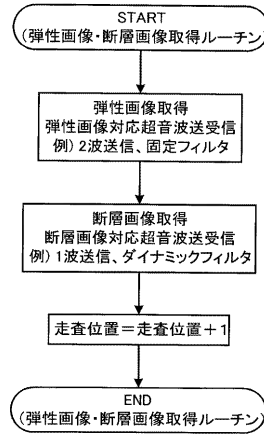 START
(弾性画像・断層画像取得ルーチン)
弾性画像取得
弾性画像対応超音波送受信
例) 2波送信、固定フィルタ
断層画像取得
断層画像対応超音波送受信
例) 1波送信、ダイナミックフィルタ
走査位置=走査位置+1
END
(弾性画像・断層画像取得ルーチン)